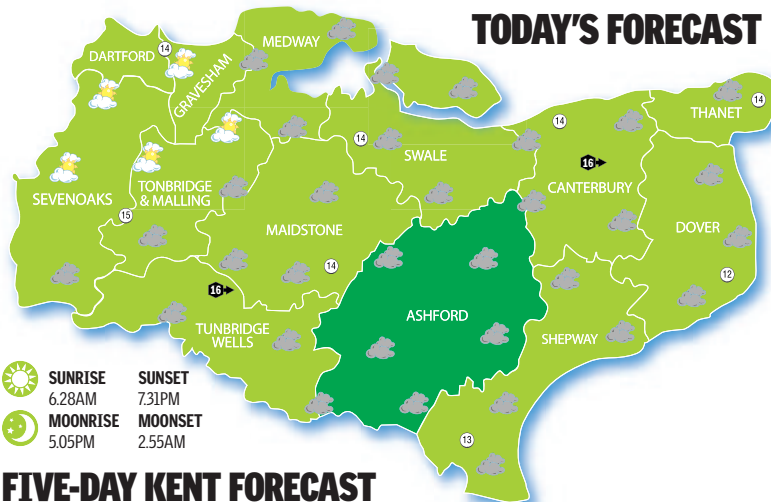 TODAY'S FORECAST
MEDWAY
DARTFORD
14
GRAVESHAM
THANET
14
14
14
SWALE
16
CANTERBURY
SEVENOAKS
TONBRIDGE
& MALLING
15
MAIDSTONE
DOVER
14
12
16
ASHFORD
TUNBRIDGE
WELLS
SHEPWAY
13
SUNRISE SUNSET
6.28AM 7.31PM
MOONRISE MOONSET
5.05PM 2.55AM
FIVE-DAY KENT FORECAST